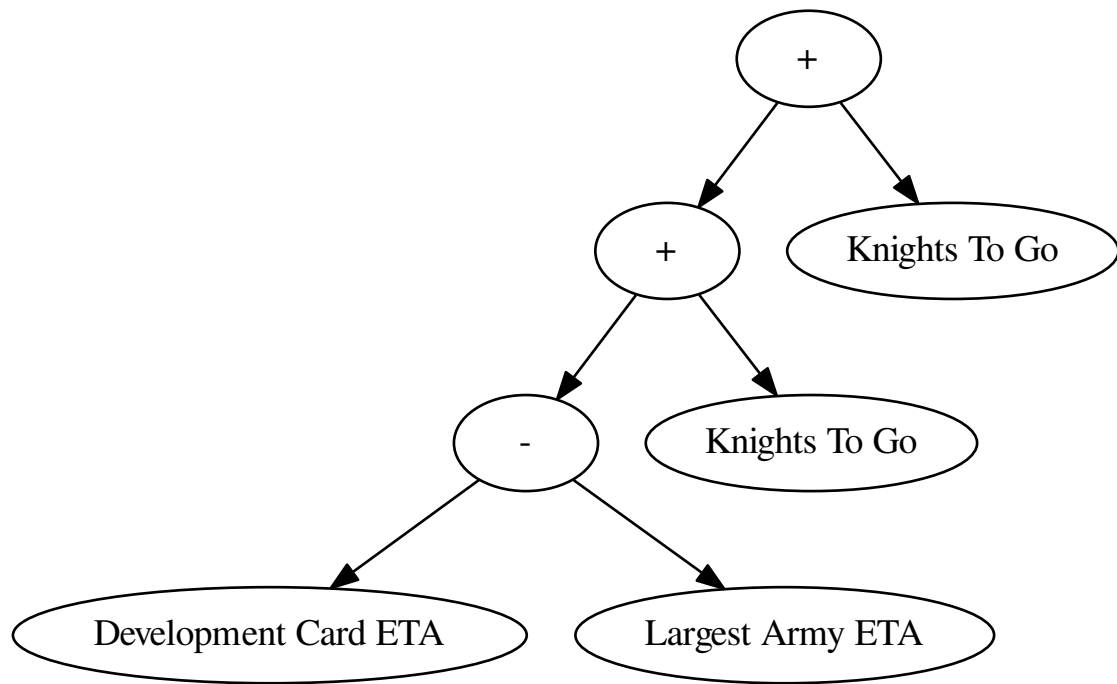 +
+
Knights To Go
-
Knights To Go
Development Card ETA
Largest Army ETA